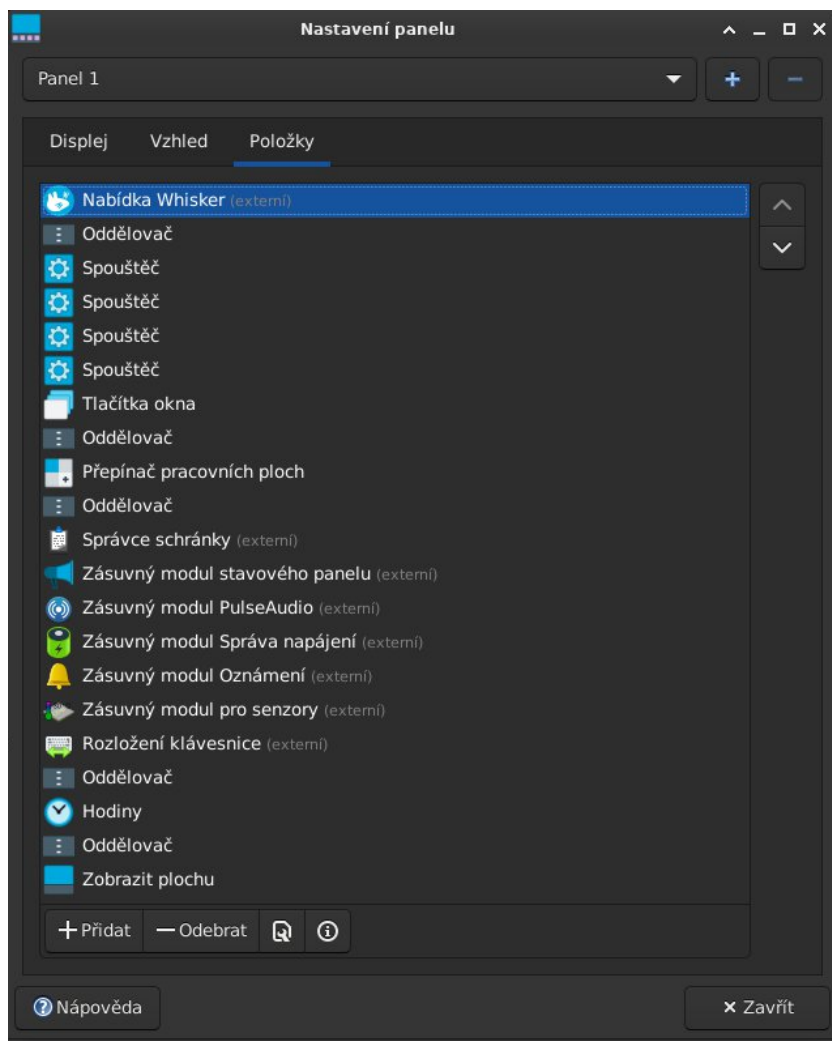 Nastavení panelu
Panel 1
Displej Vzhled Položky
Nabídka Whisker (externí)
Oddělovač
Spouštěč
Spouštěč
Spouštěč
Spouštěč
Tlačítka okna
Oddělovač
Přepínač pracovních ploch
Oddělovač
Správce schránky (externí)
Zásuvný modul stavového panelu (externí)
Zásuvný modul PulseAudio (externí)
Zásuvný modul Správa napájení (externí)
Zásuvný modul Oznámení (externí)
Zásuvný modul pro senzory (externí)
Rozložení klávesnice (externí)
Oddělovač
Hodiny
Oddělovač
Zobrazit plochu
Přidat Odebrat
Nápověda Zavřít